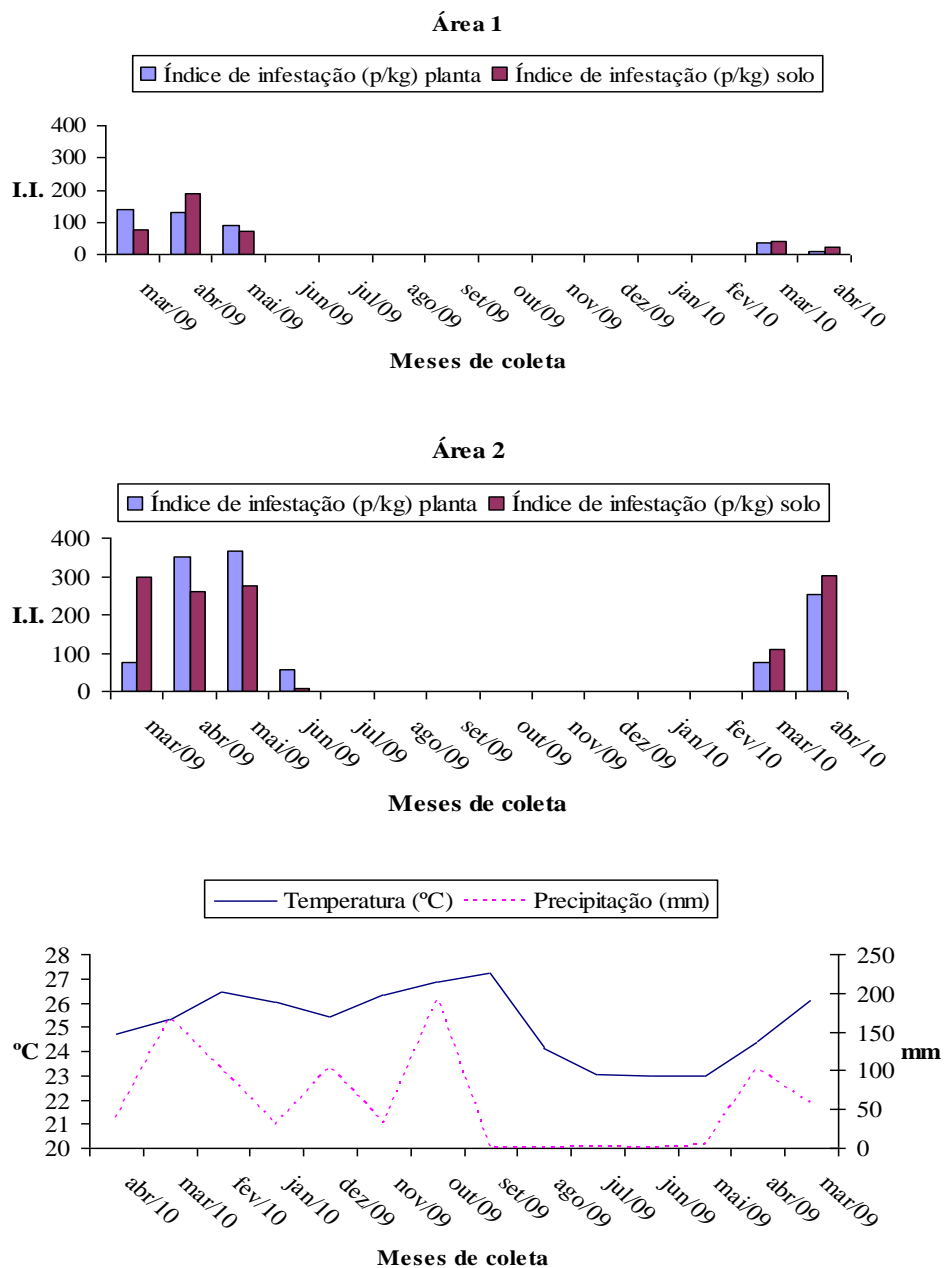 Área 1
Índice de infestação (p/kg) planta Índice de infestação (p/kg) solo
400
300
I.I. 200
100
0
mar/09 abr/09 mai/09 jun/09 jul/09 ago/09 set/09 out/09 nov/09 dez/09 jan/10 fev/10 mar/10 abr/10
Meses de coleta
Área 2
Índice de infestação (p/kg) planta Índice de infestação (p/kg) solo
400
300
I.I. 200
100
0
mar/09 abr/09 mai/09 jun/09 jul/09 ago/09 set/09 out/09 nov/09 dez/09 jan/10 fev/10 mar/10 abr/10
Meses de coleta
Temperatura (ºC) Precipitação (mm)
28 250
27
26 200
25 150
ºC 24 mm
23 100
22
21 50
20 0
abr/10 mar/10 fev/10 jan/10 dez/09 nov/09 out/09 set/09 ago/09 jul/09 jun/09 mai/09 abr/09 mar/09
Meses de coleta